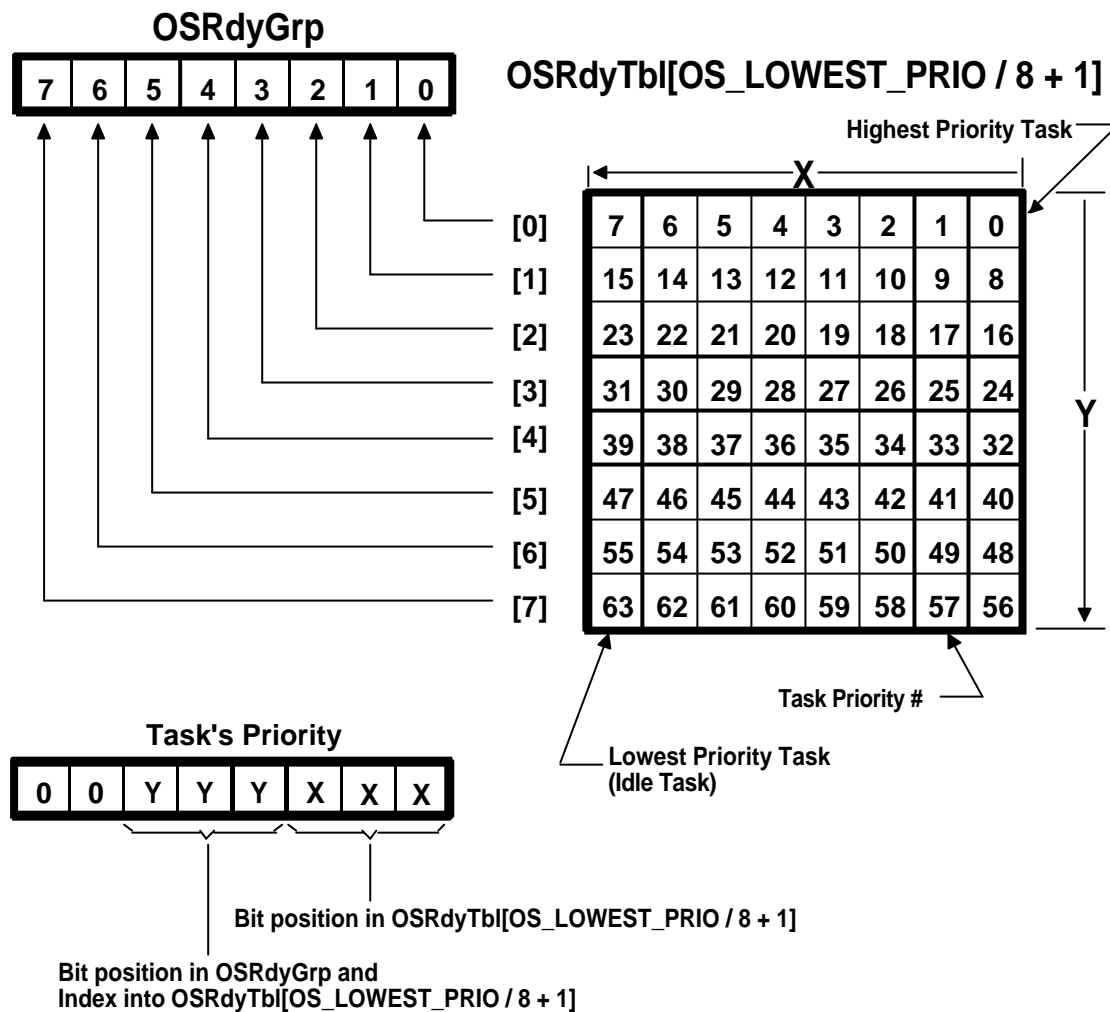 OSRdyGrp
7 6 5 4 3 2 1 0
OSRdyTbl[OS_LOWEST_PRIO / 8 + 1]
Highest Priority Task
X
[0] 7 6 5 4 3 2 1 0
[1] 15 14 13 12 11 10 9 8
[2] 23 22 21 20 19 18 17 16
[3] 31 30 29 28 27 26 25 24
Y
[4] 39 38 37 36 35 34 33 32
[5] 47 46 45 44 43 42 41 40
[6] 55 54 53 52 51 50 49 48
[7] 63 62 61 60 59 58 57 56
Task Priority #
Lowest Priority Task
(Idle Task)
Task's Priority
0 0 Y Y Y X X X
Bit position in OSRdyTbl[OS_LOWEST_PRIO / 8 + 1]
Bit position in OSRdyGrp and
Index into OSRdyTbl[OS_LOWEST_PRIO / 8 + 1]